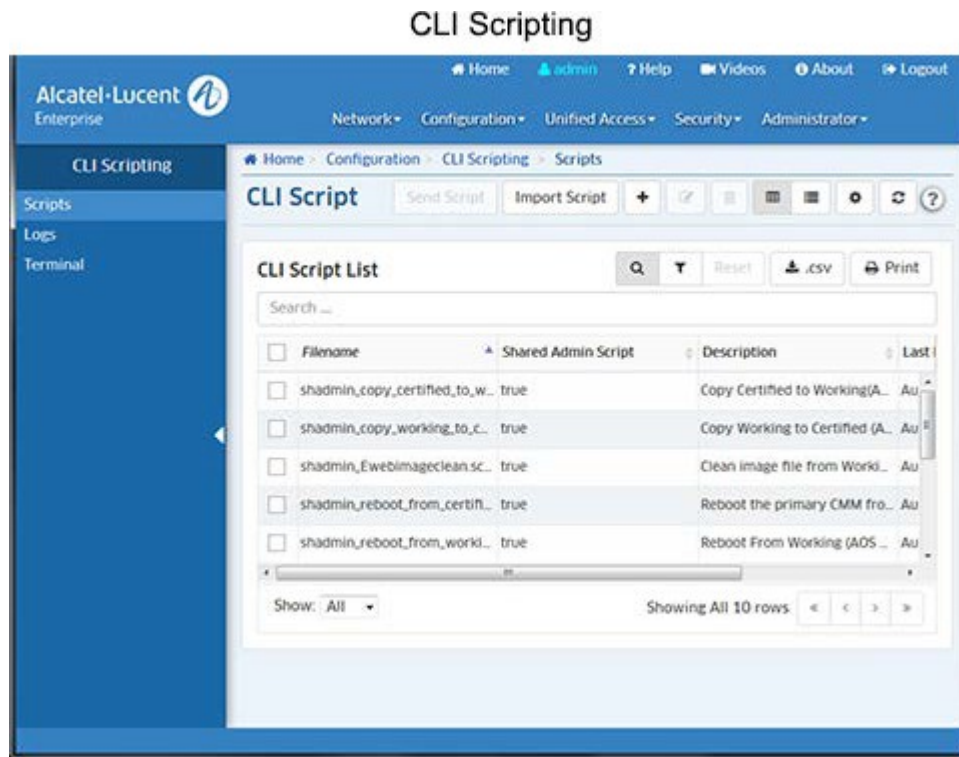 CLI Scripting
Home admin ? Help Videos About Logout
Alcatel·Lucent
Enterprise
Network Configuration Unified Access Security Administrator
CLI Scripting
Home > Configuration > CLI Scripting > Scripts
Scripts
Logs
Terminal
CLI Script Send Script Import Script + ?
CLI Script List Reset .csv Print
Search ...
Filename Shared Admin Script Description Last
shadmin_copy_certified_to_w... true Copy Certified to Working(A... Au
shadmin_copy_working_to_c... true Copy Working to Certified (A... Au
shadmin_Ewebimageclean.sc... true Clean image file from Worki... Au
shadmin_reboot_from_certifi... true Reboot the primary CMM fro... Au
shadmin_reboot_from_worki... true Reboot From Working (AOS ... Au
Show: All Showing All 10 rows « < > »